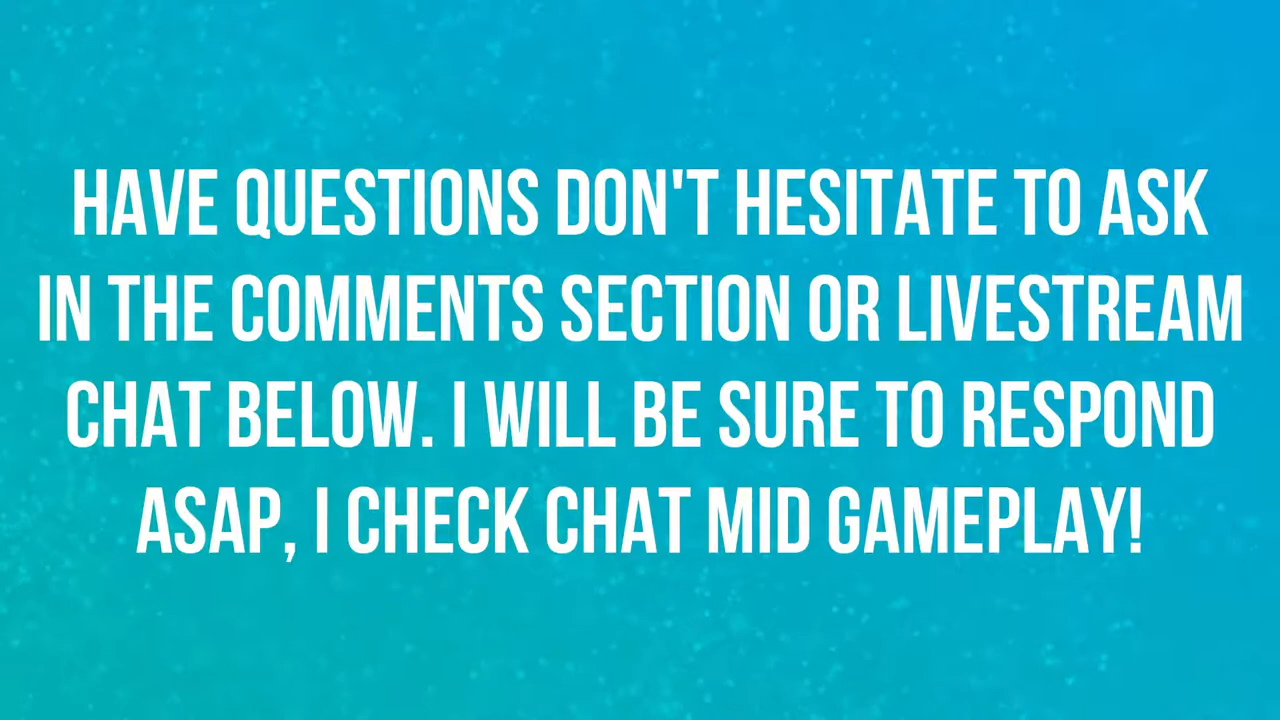 HAVE QUESTIONS DON'T HESITATE TO ASK
IN THE COMMENTS SECTION OR LIVESTREAM
CHAT BELOW. I WILL BE SURE TO RESPOND
ASAP, I CHECK CHAT MID GAMEPLAY!